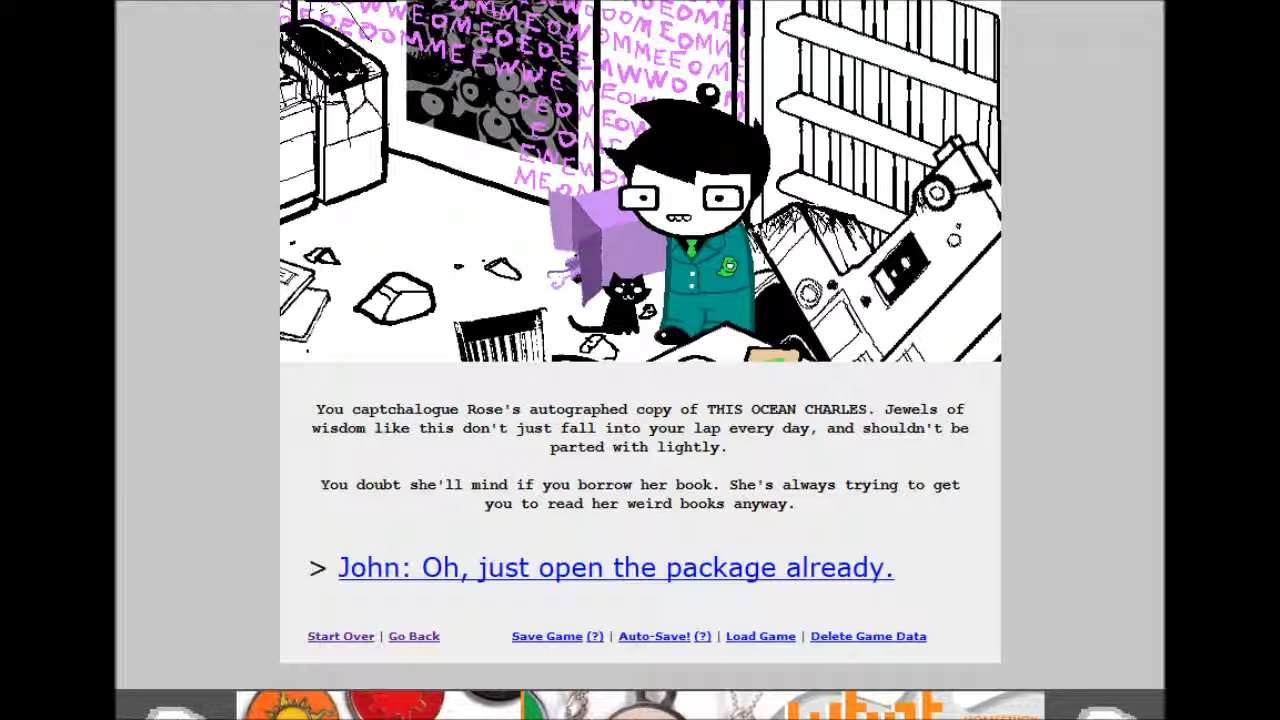 You captchalogue Rose's autographed copy of THIS OCEAN CHARLES. Jewels of
wisdom like this don't just fall into your lap every day, and shouldn't be
parted with lightly.
You doubt she'll mind if you borrow her book. She's always trying to get
you to read her weird books anyway.
> John: Oh, just open the package already.
Start Over | Go Back Save Game (?) | Auto-Save! (?) | Load Game | Delete Game Data
HOMESTUCK